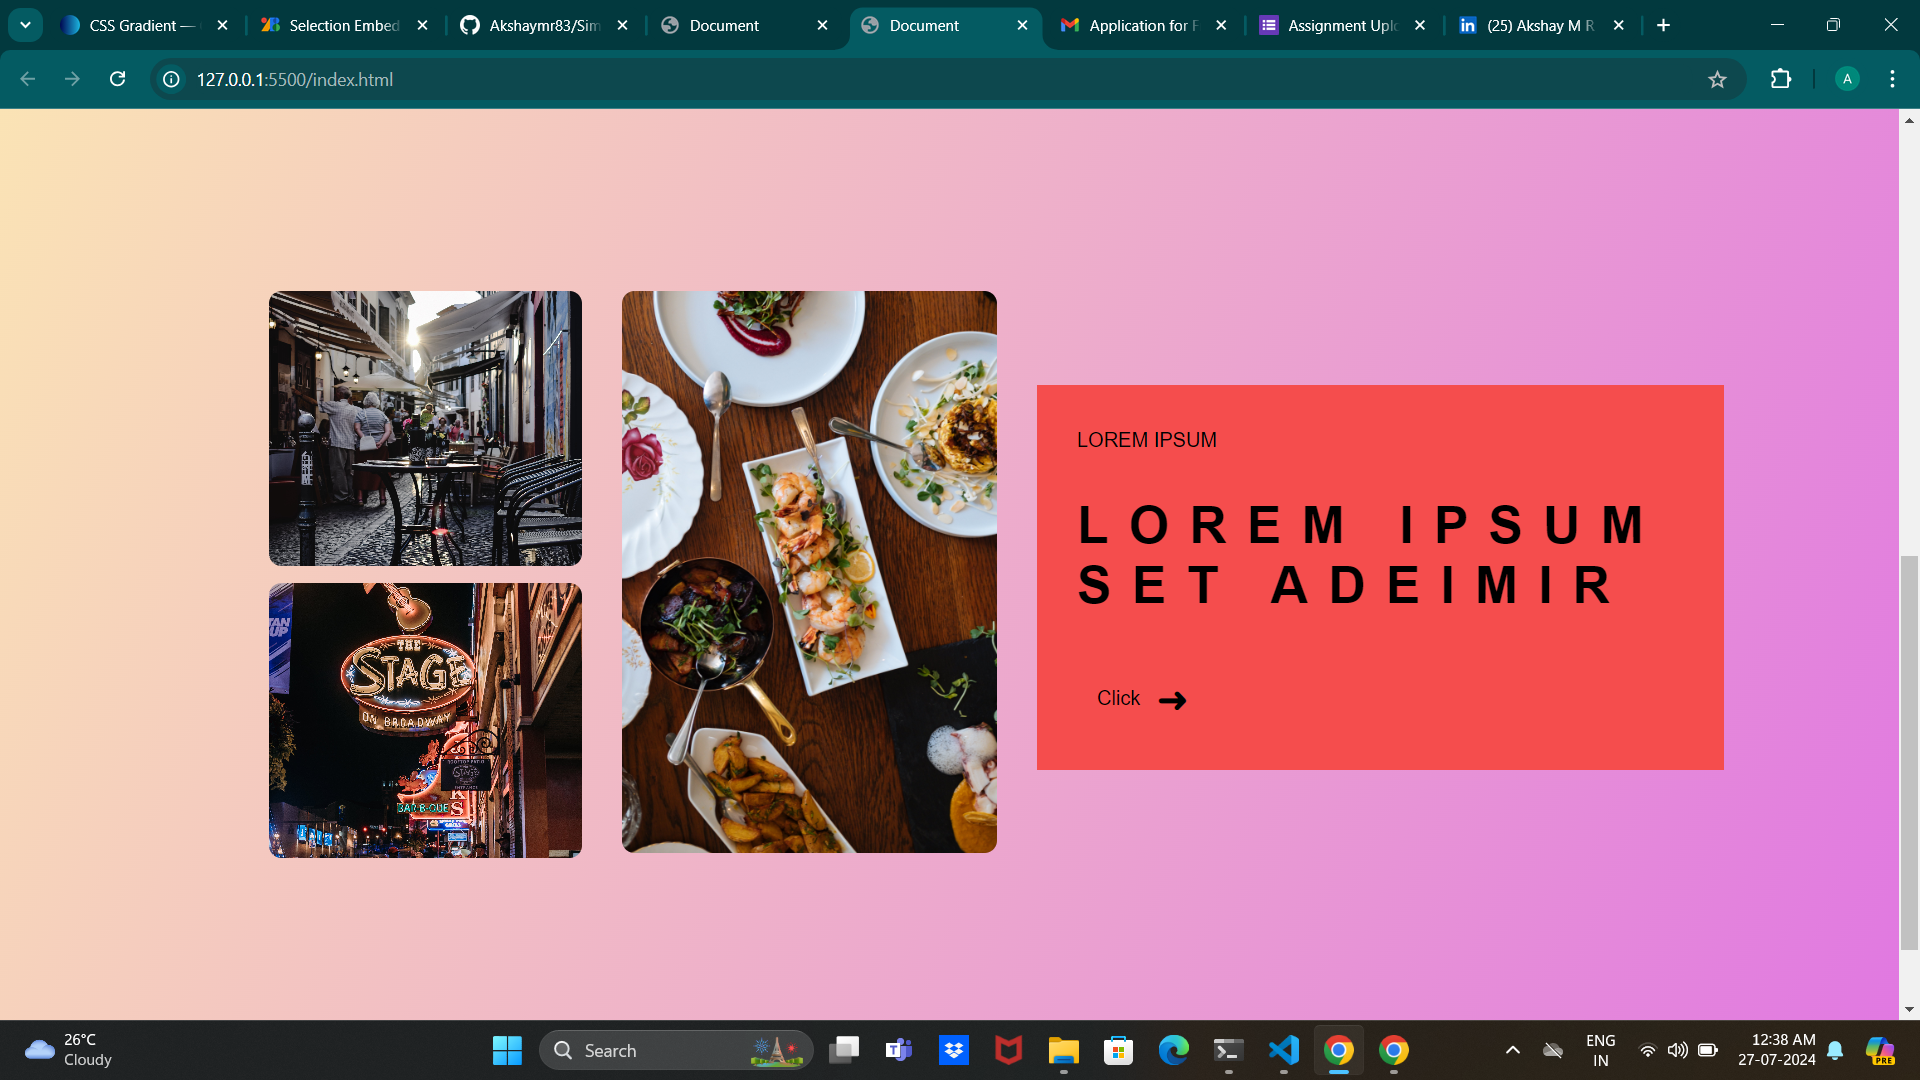 CSS Gradient —
Selection Embed
Akshaymr83/Sim
Document
Document
Application for F
Assignment Uplo
(25) Akshay M R
127.0.0.1:5500/index.html
A
THE
STAGE
ON BROADWAY
STAGE
BAR-B-QUE
LOREM IPSUM
LOREM IPSUM
SET ADEIMIR
Click
26°C
Cloudy
Search
ENG
IN
12:38 AM
27-07-2024
PRE